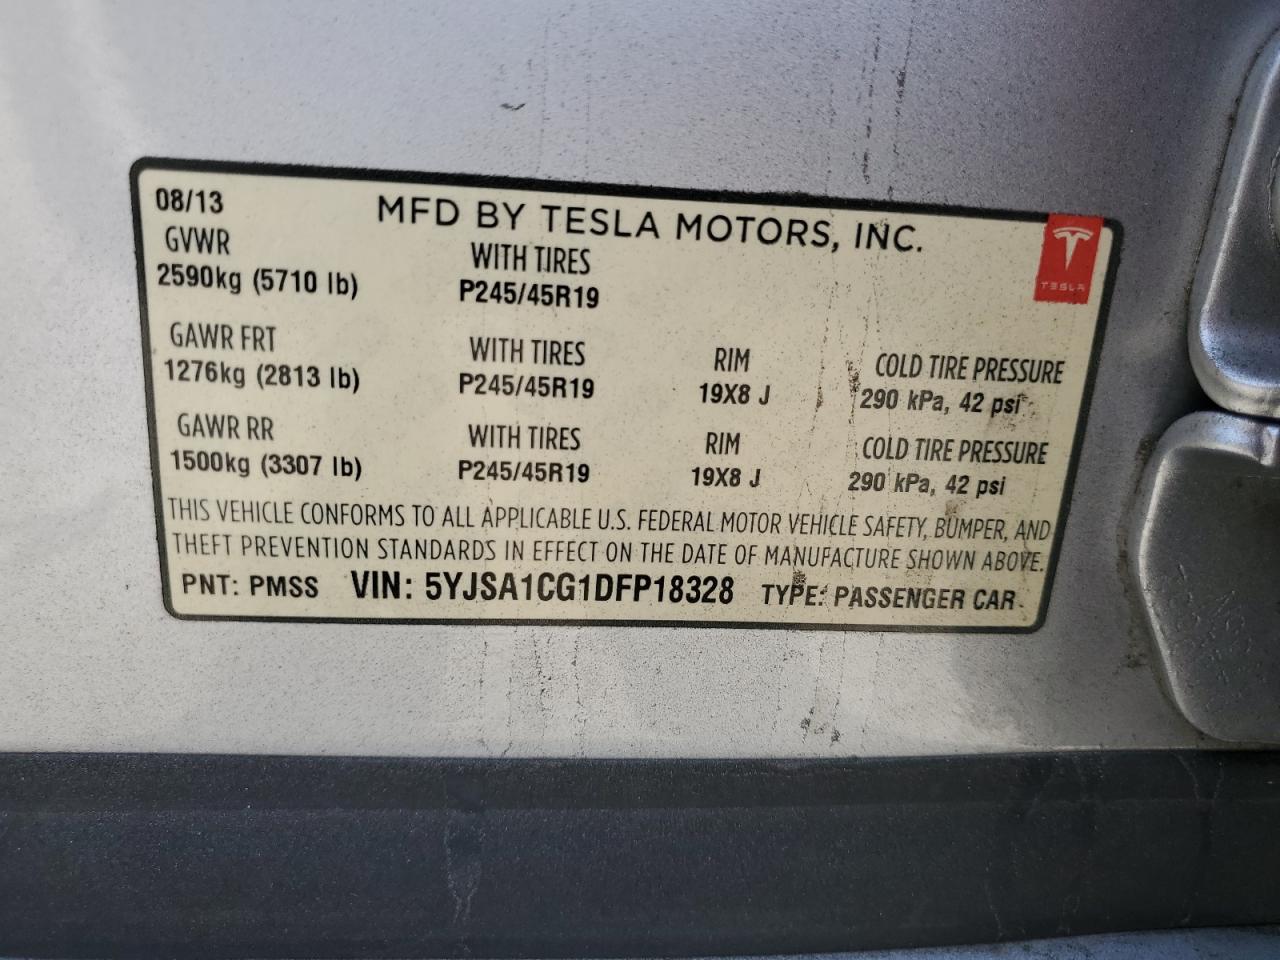 08/13
MFD BY TESLA MOTORS, INC.
TESLA
GVWR
WITH TIRES
2590kg (5710 lb)
P245/45R19
GAWR FRT
WITH TIRES
RIM
COLD TIRE PRESSURE
1276kg (2813 lb)
P245/45R19
19X8 J
290 kPa, 42 psi
GAWR RR
WITH TIRES
RIM
COLD TIRE PRESSURE
1500kg (3307 lb)
P245/45R19
19X8 J
290 kPa, 42 psi
THIS VEHICLE CONFORMS TO ALL APPLICABLE U.S. FEDERAL MOTOR VEHICLE SAFETY, BUMPER, AND
THEFT PREVENTION STANDARDS IN EFFECT ON THE DATE OF MANUFACTURE SHOWN ABOVE.
PNT: PMSS VIN: 5YJSA1CG1DFP18328 TYPE: PASSENGER CAR